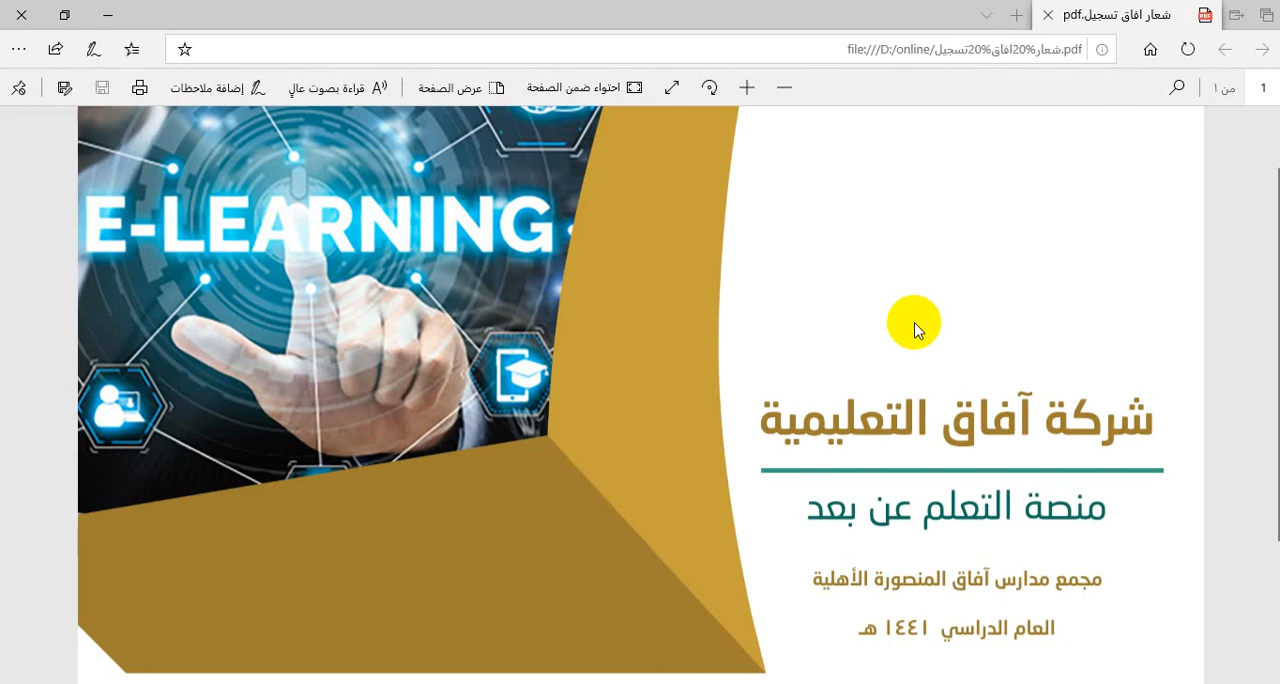 شعار افاق تسجيل.pdf
file:///D:/online/شعار%20افاق%20تسجيل.pdf
1 من ١
احتواء ضمن الصفحة
عرض الصفحة
قراءة بصوت عالٍ
إضافة ملاحظات
E-LEARNING
شركة آفاق التعليمية
منصة التعلم عن بعد
مجمع مدارس آفاق المنصورة الأهلية
العام الدراسي ١٤٤١ هـ